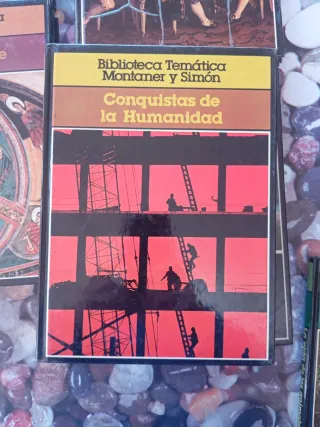 Biblioteca Temática
Montaner y Simón
Conquistas de
la Humanidad